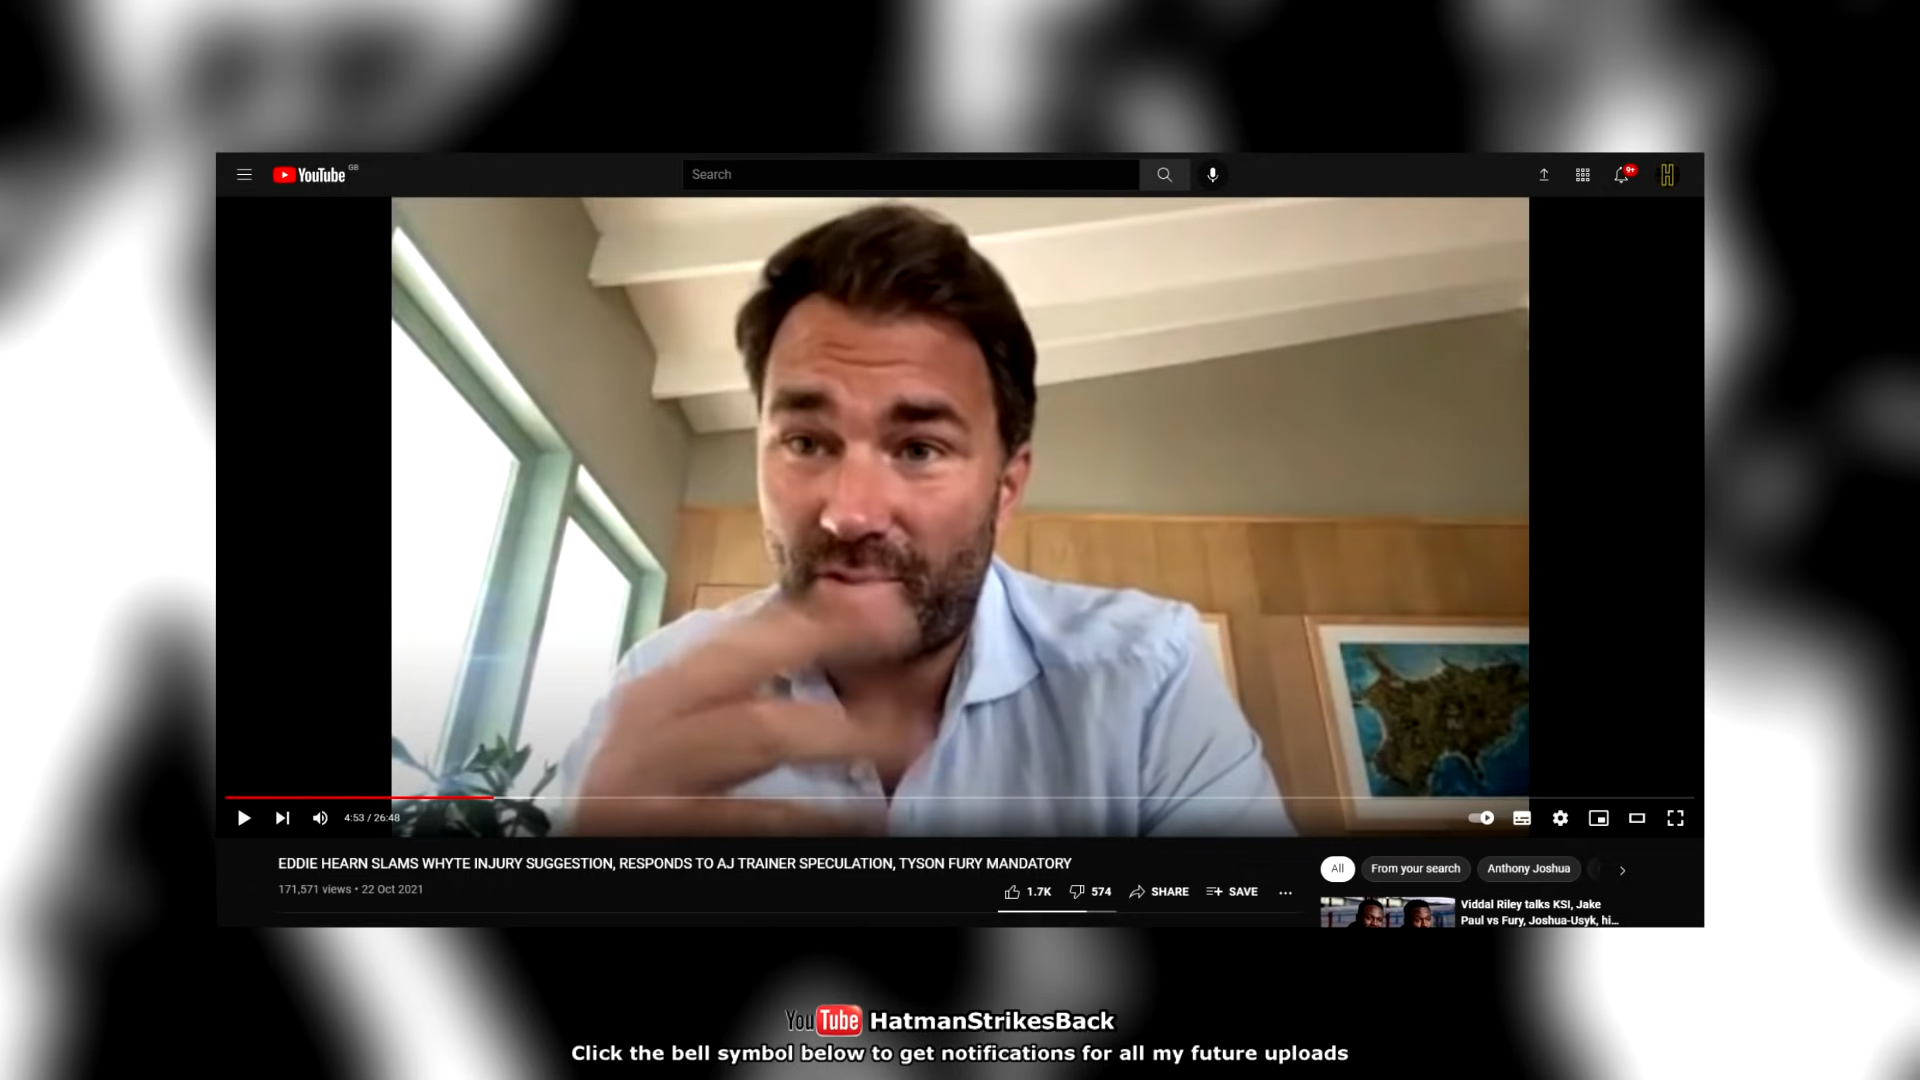 YouTube GB
Search
9+
4:53 / 26:48
EDDIE HEARN SLAMS WHYTE INJURY SUGGESTION, RESPONDS TO AJ TRAINER SPECULATION, TYSON FURY MANDATORY
171,571 views • 22 Oct 2021
1.7K
574
SHARE
SAVE
All
From your search
Anthony Joshua
Viddal Riley talks KSI, Jake
Paul vs Fury, Joshua-Usyk, hi...
YouTube HatmanStrikesBack
Click the bell symbol below to get notifications for all my future uploads